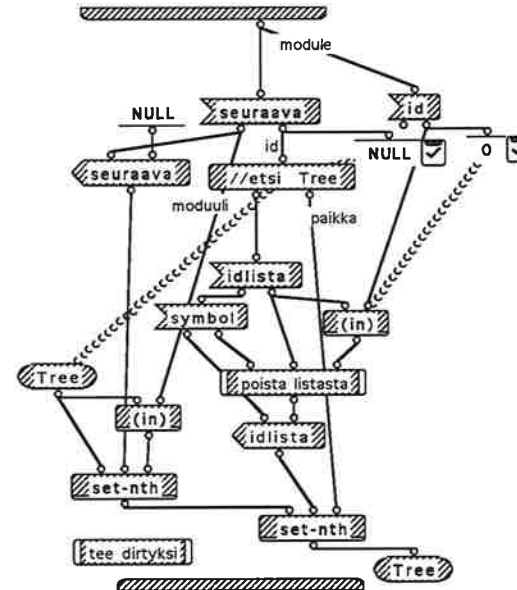 module
seuraava
id
NULL
id
NULL
0
seuraava
//etsi Tree
moduuli
paikka
idlista
symbol
(in)
Tree
poista listasta
(in)
idlista
set-nth
set-nth
tee dirtyksi
Tree